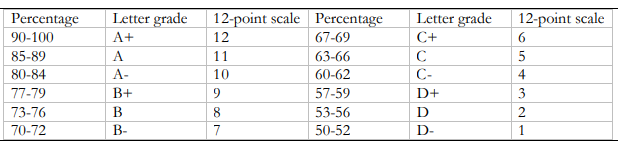 Percentage Letter grade 12-point scale Percentage Letter grade 12-point scale
90-100 A+ 12 67-69 C+ 6
85-89 A 11 63-66 C 5
80-84 A- 10 60-62 C- 4
77-79 B+ 9 57-59 D+ 3
73-76 B 8 53-56 D 2
70-72 B- 7 50-52 D- 1